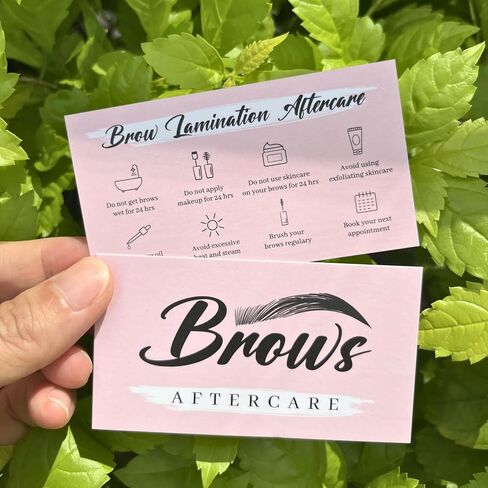 Brow Lamination Aftercare
Do not get brows
wet for 24 hrs
Do not apply
makeup for 24 hrs
Do not use skincare
on your brows for 24 hrs
Avoid using
exfoliating skincare
oil
Avoid excessive
heat and steam
Brush your
brows regulary
Book your next
appointment
Brows
AFTERCARE